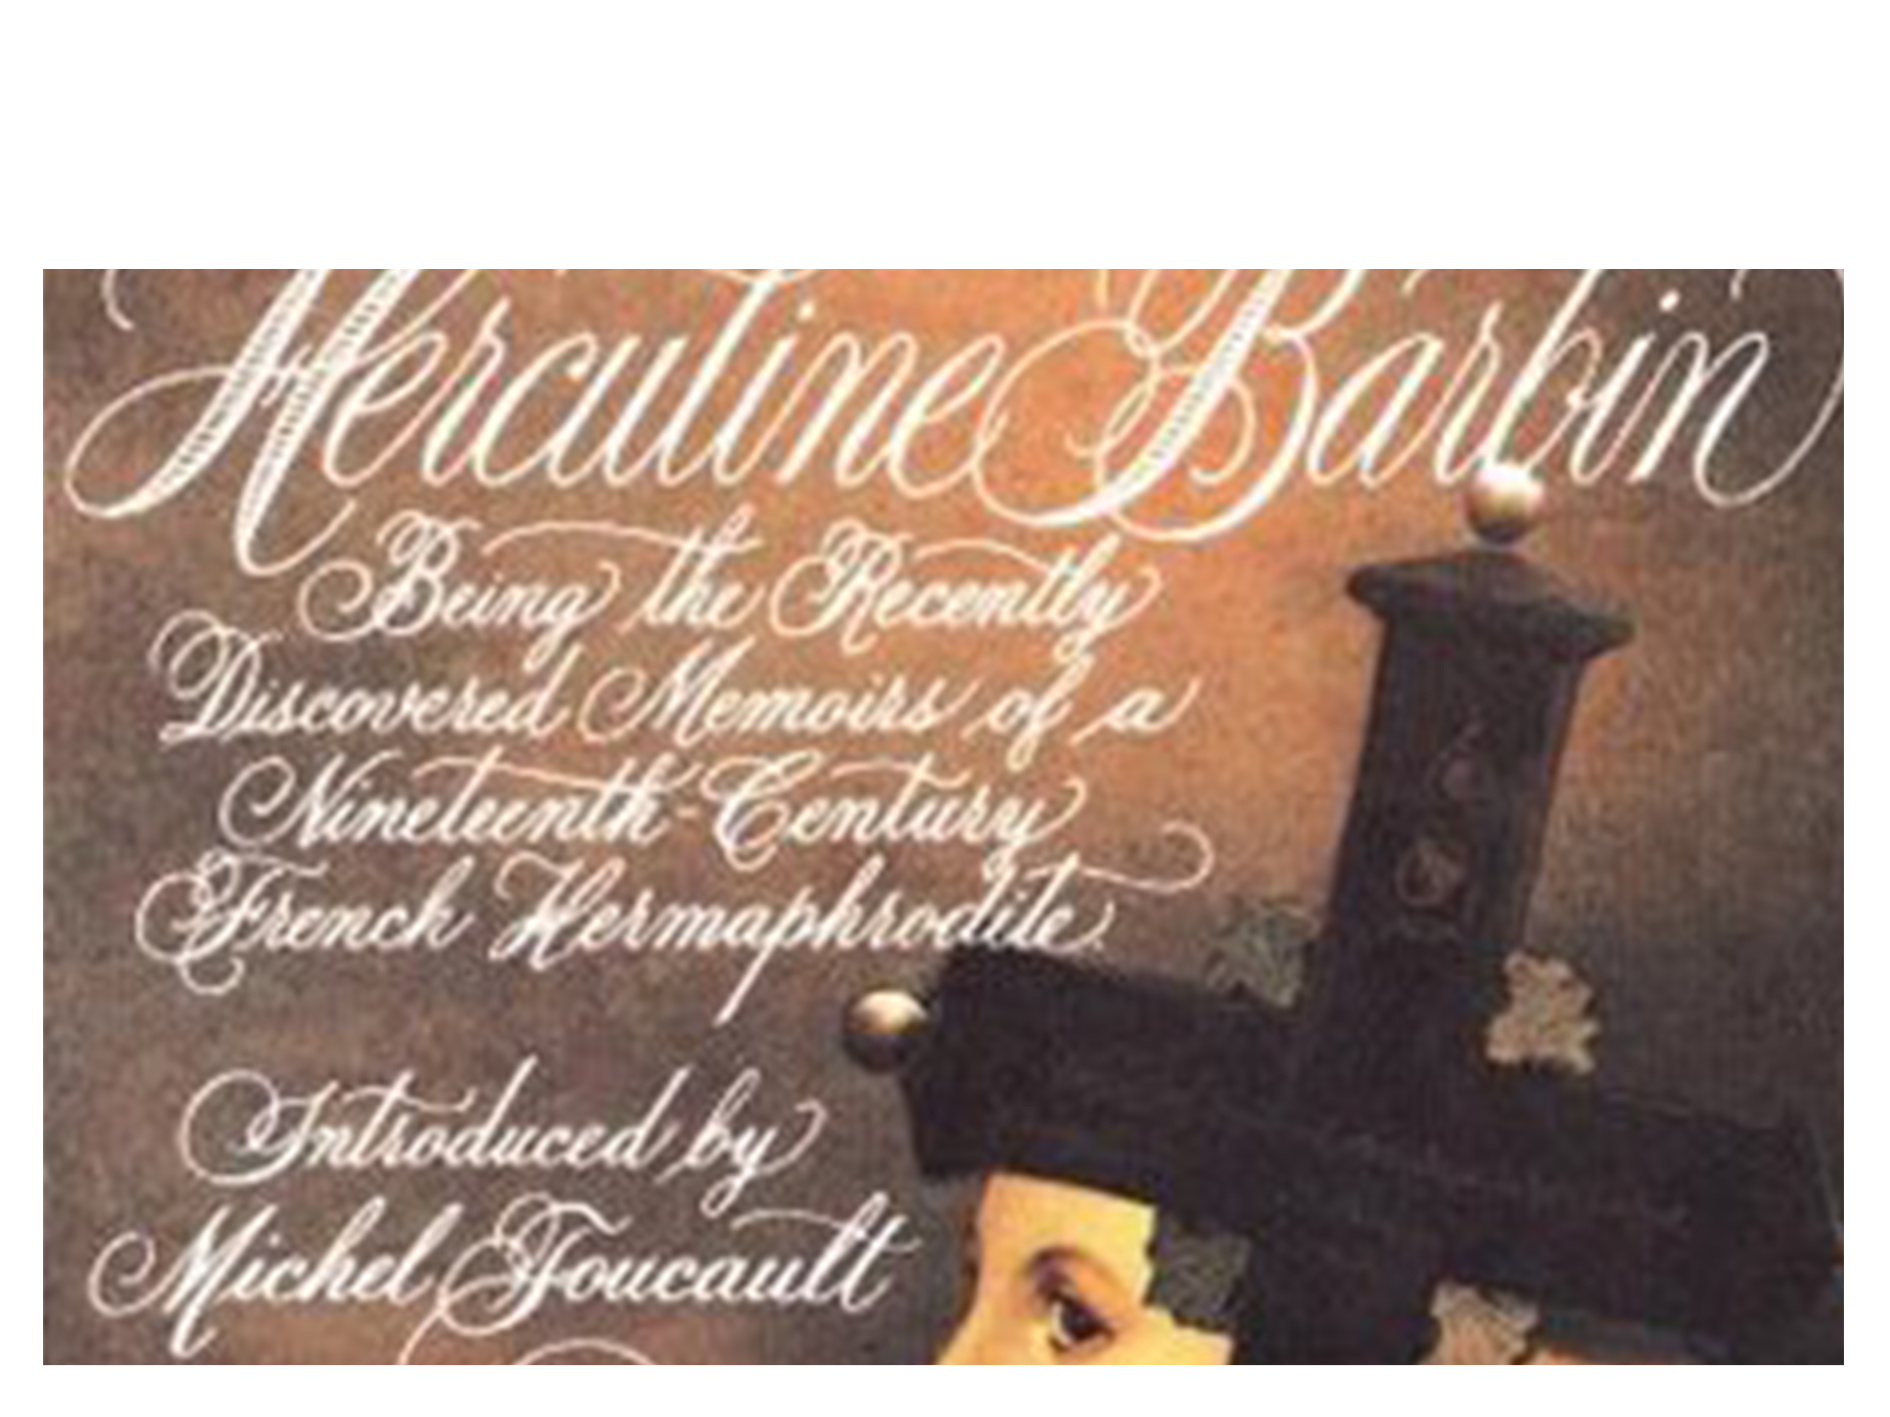 Herculine Barbin
Being the Recently
Discovered Memoirs of a
Nineteenth-Century
French Hermaphrodite
Introduced by
Michel Foucault